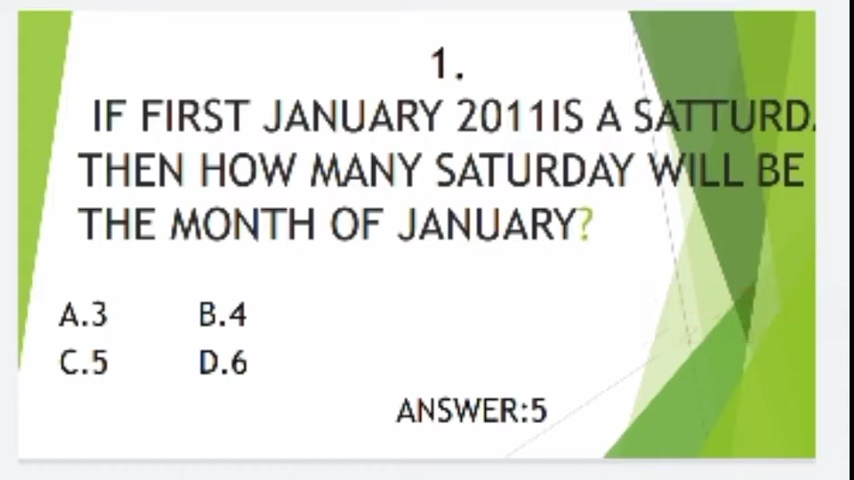 1.
IF FIRST JANUARY 2011IS A SATTURD
THEN HOW MANY SATURDAY WILL BE
THE MONTH OF JANUARY?
A.3 B.4
C.5 D.6
ANSWER:5